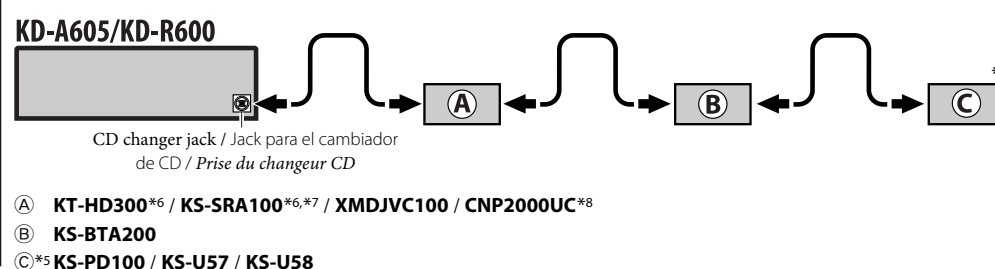 KD-A605/KD-R600
Ⓐ Ⓑ Ⓒ *
CD changer jack / Jack para el cambiador
de CD / Prise du changeur CD
Ⓐ KT-HD300*6 / KS-SRA100*6,*7 / XMDJVC100 / CNP2000UC*8
Ⓑ KS-BTA200
Ⓒ*5 KS-PD100 / KS-U57 / KS-U58